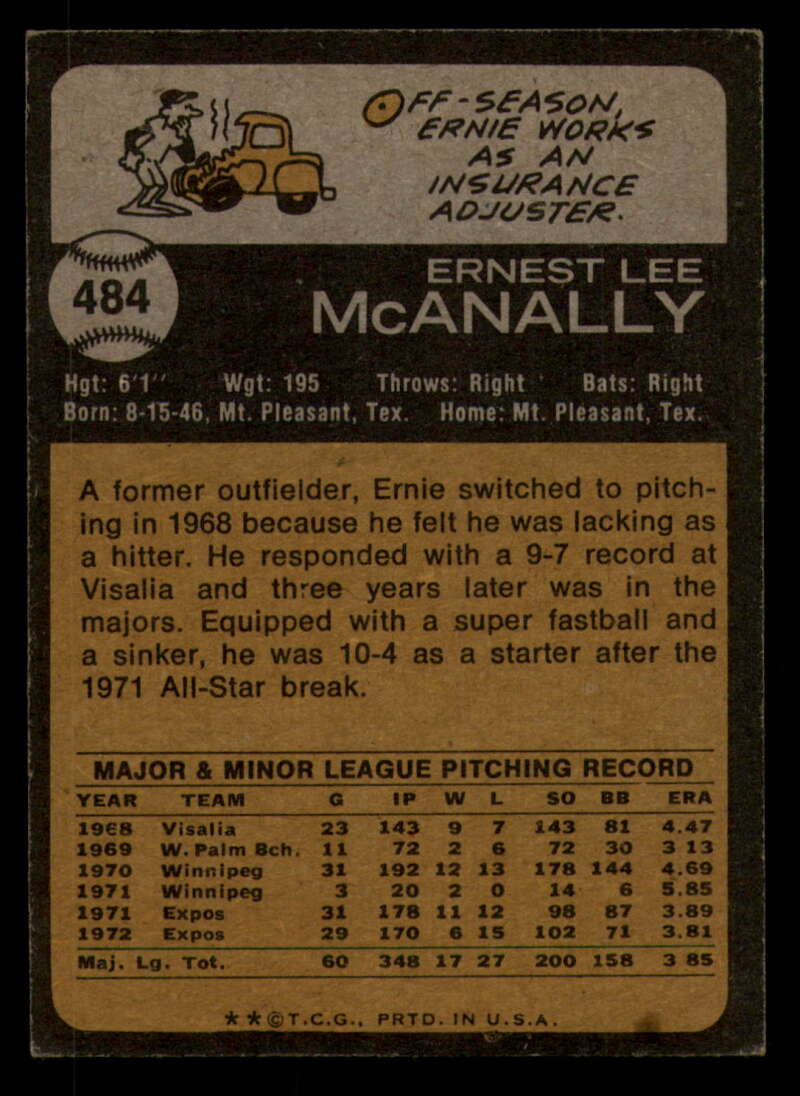 OFF-SEASON,
ERNIE WORKS
AS AN
INSURANCE
ADJUSTER.
484
ERNEST LEE
McANALLY
Hgt: 6'1" Wgt: 195 Throws: Right Bats: Right
Born: 8-15-46, Mt. Pleasant, Tex. Home: Mt. Pleasant, Tex.
A former outfielder, Ernie switched to pitch-
ing in 1968 because he felt he was lacking as
a hitter. He responded with a 9-7 record at
Visalia and three years later was in the
majors. Equipped with a super fastball and
a sinker, he was 10-4 as a starter after the
1971 All-Star break.
MAJOR & MINOR LEAGUE PITCHING RECORD
YEAR TEAM G IP W L SO BB ERA
1968 Visalia 23 143 9 7 143 81 4.47
1969 W. Palm Bch. 11 72 2 6 72 30 3 13
1970 Winnipeg 31 192 12 13 178 144 4.69
1971 Winnipeg 3 20 2 0 14 6 5.85
1971 Expos 31 178 11 12 98 87 3.89
1972 Expos 29 170 6 15 102 71 3.81
Maj. Lg. Tot. 60 348 17 27 200 158 3 85
**©T.C.G., PRTD. IN U.S.A.